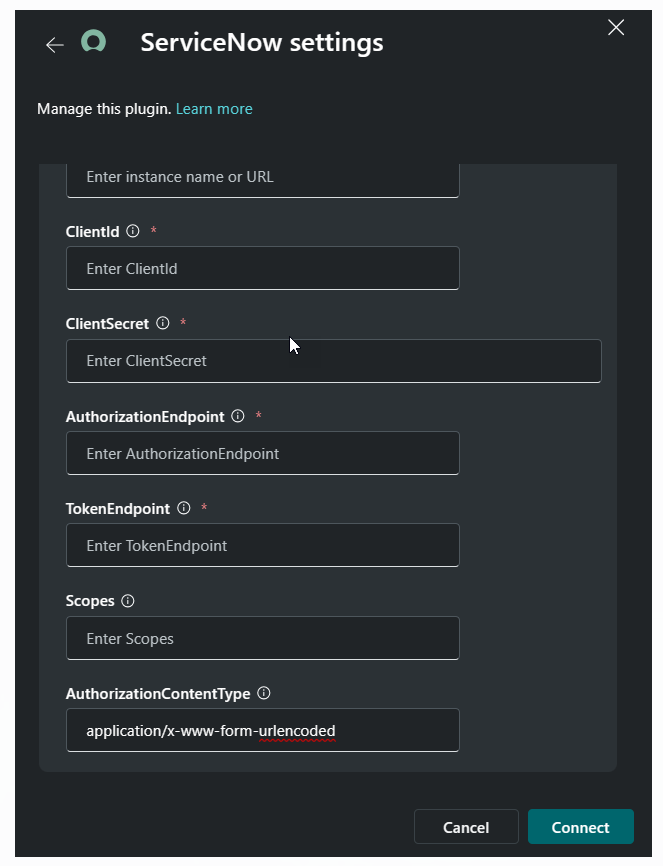 ServiceNow settings
Manage this plugin. Learn more
Enter instance name or URL
ClientId *
Enter ClientId
ClientSecret *
Enter ClientSecret
AuthorizationEndpoint *
Enter AuthorizationEndpoint
TokenEndpoint *
Enter TokenEndpoint
Scopes
Enter Scopes
AuthorizationContentType
application/x-www-form-urlencoded
Cancel Connect